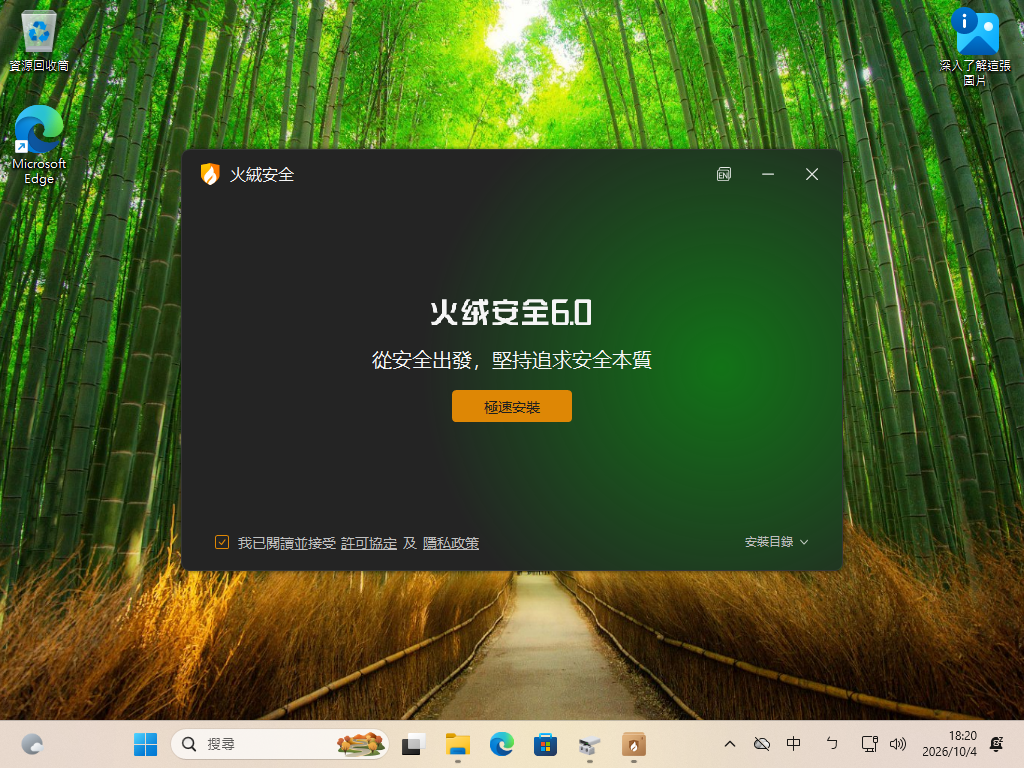 資源回收筒
深入了解這張
圖片
Microsoft
Edge
火絨安全
EN
火绒安全6.0
從安全出發，堅持追求安全本質
極速安裝
我已閱讀並接受 許可協定 及 隱私政策
安裝目錄
搜尋
中
ㄅ
18:20
2026/10/4